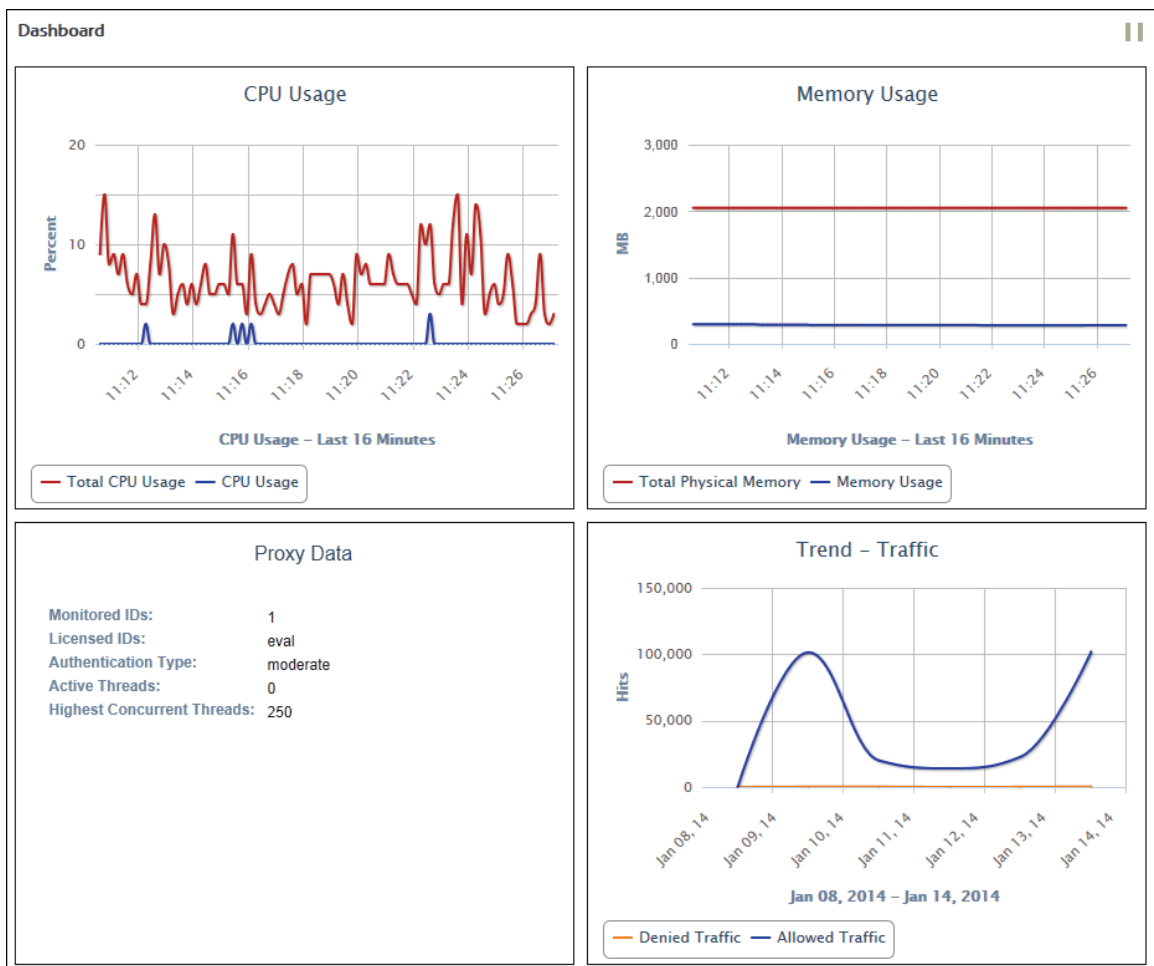 Dashboard
CPU Usage
20
10
0
Percent
11:12 11:14 11:16 11:18 11:20 11:22 11:24 11:26
CPU Usage – Last 16 Minutes
Total CPU Usage CPU Usage
Memory Usage
3,000
2,000
1,000
0
MB
11:12 11:14 11:16 11:18 11:20 11:22 11:24 11:26
Memory Usage – Last 16 Minutes
Total Physical Memory Memory Usage
Proxy Data
Monitored IDs: 1
Licensed IDs: eval
Authentication Type: moderate
Active Threads: 0
Highest Concurrent Threads: 250
Trend – Traffic
150,000
100,000
50,000
0
Hits
Jan 08, 14 Jan 09, 14 Jan 10, 14 Jan 11, 14 Jan 12, 14 Jan 13, 14 Jan 14, 14
Jan 08, 2014 – Jan 14, 2014
Denied Traffic Allowed Traffic